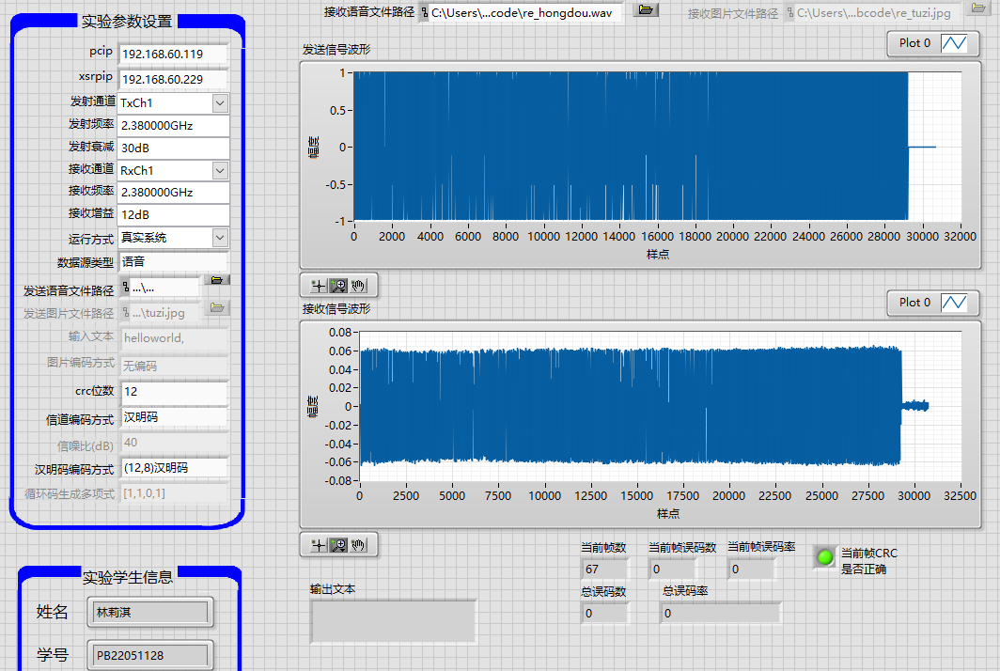 接收语音文件路径 C:\Users\...code\re_hongdou.wav 接收图片文件路径 C:\Users\...bcode\re_tuzi.jpg
实验参数设置
pcip 192.168.60.119
xsrpip 192.168.60.229
发射通道 TxCh1
发射频率 2.380000GHz
发射衰减 30dB
接收通道 RxCh1
接收频率 2.380000GHz
接收增益 12dB
运行方式 真实系统
数据源类型 语音
发送语音文件路径 ...\...
发送图片文件路径 ...\tuzi.jpg
输入文本 helloworld,
图片编码方式 无编码
crc位数 12
信道编码方式 汉明码
信噪比(dB) 40
汉明码编码方式 (12,8)汉明码
循环码生成多项式 [1,1,0,1]
实验学生信息
姓名 林莉淇
学号 PB22051128
发送信号波形
Plot 0
幅度
1
0.5
0
-0.5
-1
0 2000 4000 6000 8000 10000 12000 14000 16000 18000 20000 22000 24000 26000 28000 30000 32000
样点
接收信号波形
Plot 0
幅度
0.08
0.06
0.04
0.02
0
-0.02
-0.04
-0.06
-0.08
0 2500 5000 7500 10000 12500 15000 17500 20000 22500 25000 27500 30000 32500
样点
输出文本
当前帧数 当前帧误码数 当前帧误码率
67 0 0
当前帧CRC
是否正确
总误码数 总误码率
0 0